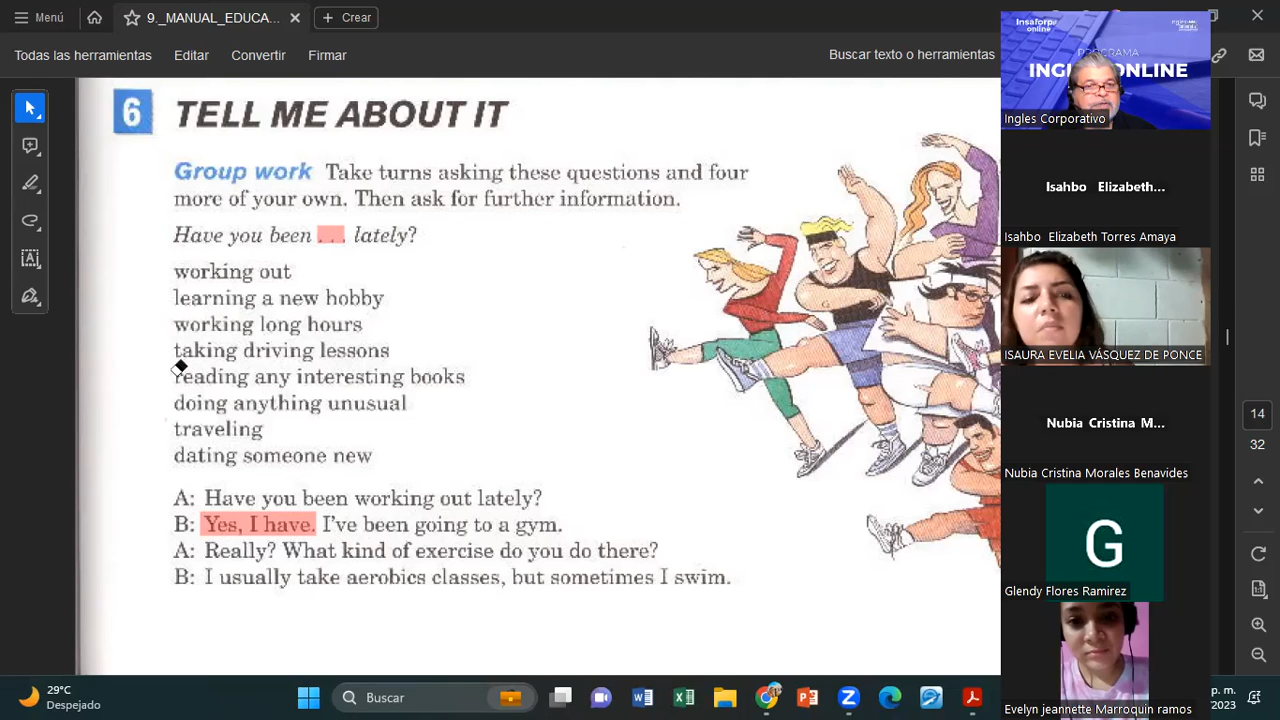 Menú
9._MANUAL_EDUCA...
Crear
Todas las herramientas
Editar
Convertir
Firmar
Buscar texto o herramientas
6 TELL ME ABOUT IT
Group work Take turns asking these questions and four
more of your own. Then ask for further information.
Have you been . . . lately?
working out
learning a new hobby
working long hours
taking driving lessons
reading any interesting books
doing anything unusual
traveling
dating someone new
A: Have you been working out lately?
B: Yes, I have. I've been going to a gym.
A: Really? What kind of exercise do you do there?
B: I usually take aerobics classes, but sometimes I swim.
Insaforp
online
PROGRAMA
ONLINE
Ingles Corporativo
Isahbo Elizabeth...
Isahbo Elizabeth Torres Amaya
ISAURA EVELIA VÁSQUEZ DE PONCE
Nubia Cristina M...
Nubia Cristina Morales Benavides
G
Glendy Flores Ramirez
Evelyn jeannette Marroquin ramos
14
32
29°C
Despejado
Buscar
p. m.
2023